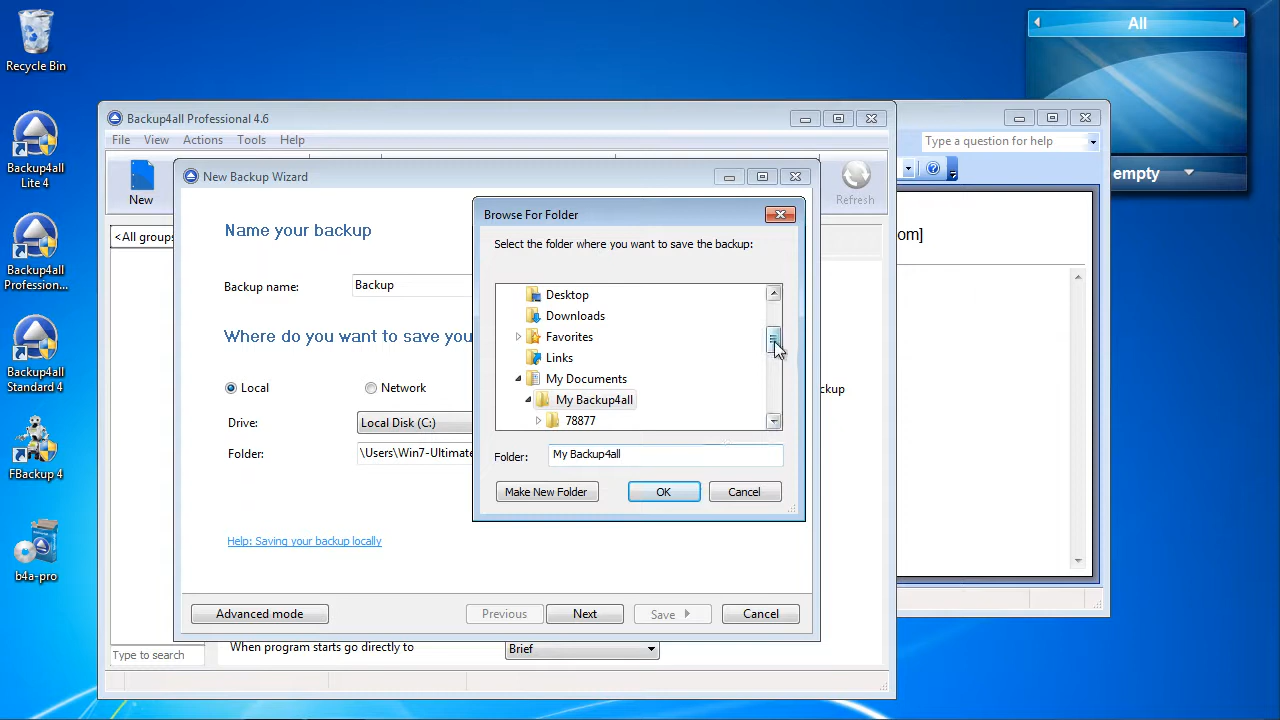 Recycle Bin
Backup4all
Lite 4
Backup4all
Profession...
Backup4all
Standard 4
FBackup 4
b4a-pro
All
empty
Type a question for help
om]
Backup4all Professional 4.6
File View Actions Tools Help
New
Refresh
<All groups
Type to search
When program starts go directly to
Brief
ckup
New Backup Wizard
Name your backup
Backup name:
Backup
Where do you want to save you
Local
Network
Drive:
Local Disk (C:)
Folder:
\Users\Win7-Ultimate
Help: Saving your backup locally
Advanced mode
Previous
Next
Save
Cancel
Browse For Folder
Select the folder where you want to save the backup:
Desktop
Downloads
Favorites
Links
My Documents
My Backup4all
78877
Folder:
My Backup4all
Make New Folder
OK
Cancel